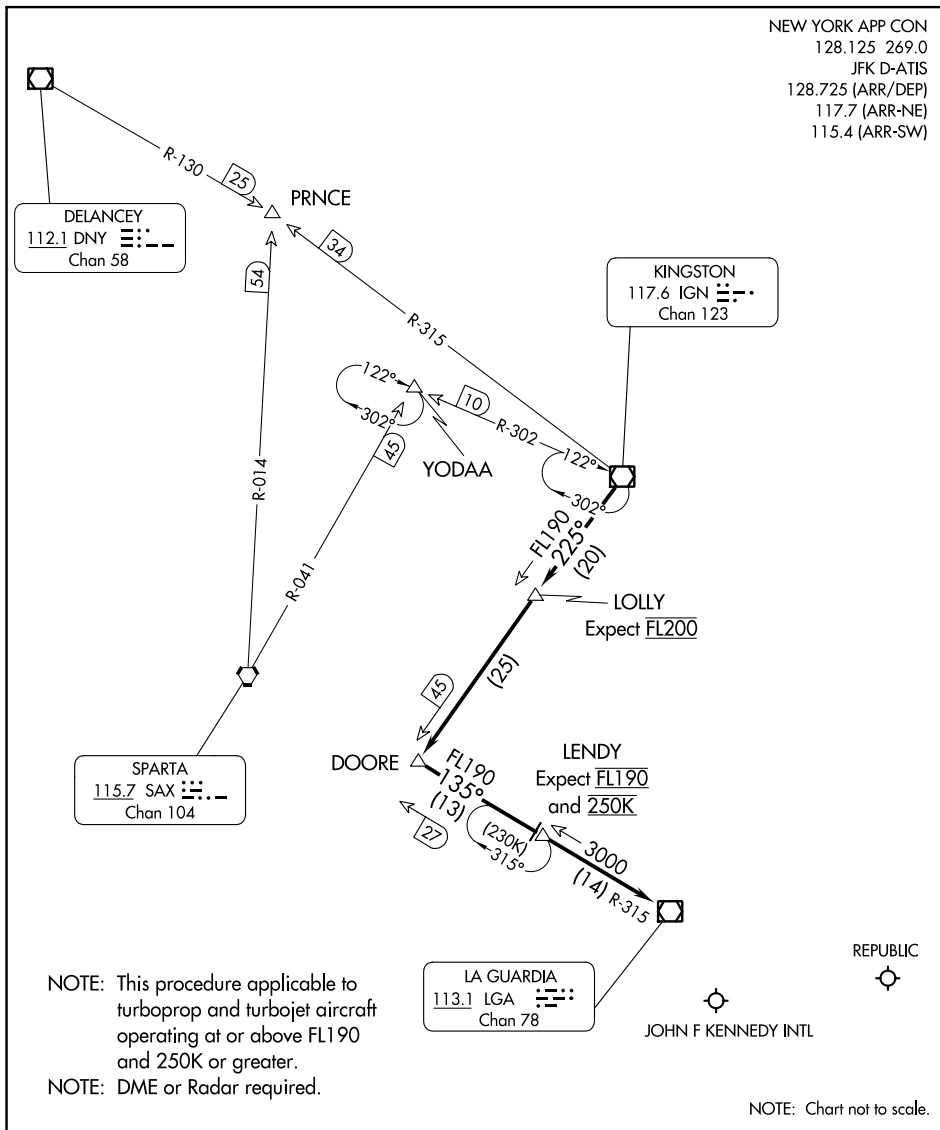 NEW YORK APP CON
128.125 269.0
JFK D-ATIS
128.725 (ARR/DEP)
117.7 (ARR-NE)
115.4 (ARR-SW)
R-130
25
PRNCE
DELANCEY
112.1 DNY
Chan 58
54
34
R-315
KINGSTON
117.6 IGN
Chan 123
122°
302°
10
R-302
122°
302°
YODAA
45
R-014
R-041
FL190
225°
(20)
LOLLY
Expect FL200
(25)
45
SPARTA
115.7 SAX
Chan 104
DOORE
FL190
135°
(13)
27
LENDY
Expect FL190
and 250K
(230K)
315°
3000
(14)
R-315
LA GUARDIA
113.1 LGA
Chan 78
REPUBLIC
JOHN F KENNEDY INTL
NOTE: This procedure applicable to
turboprop and turbojet aircraft
operating at or above FL190
and 250K or greater.
NOTE: DME or Radar required.
NOTE: Chart not to scale.